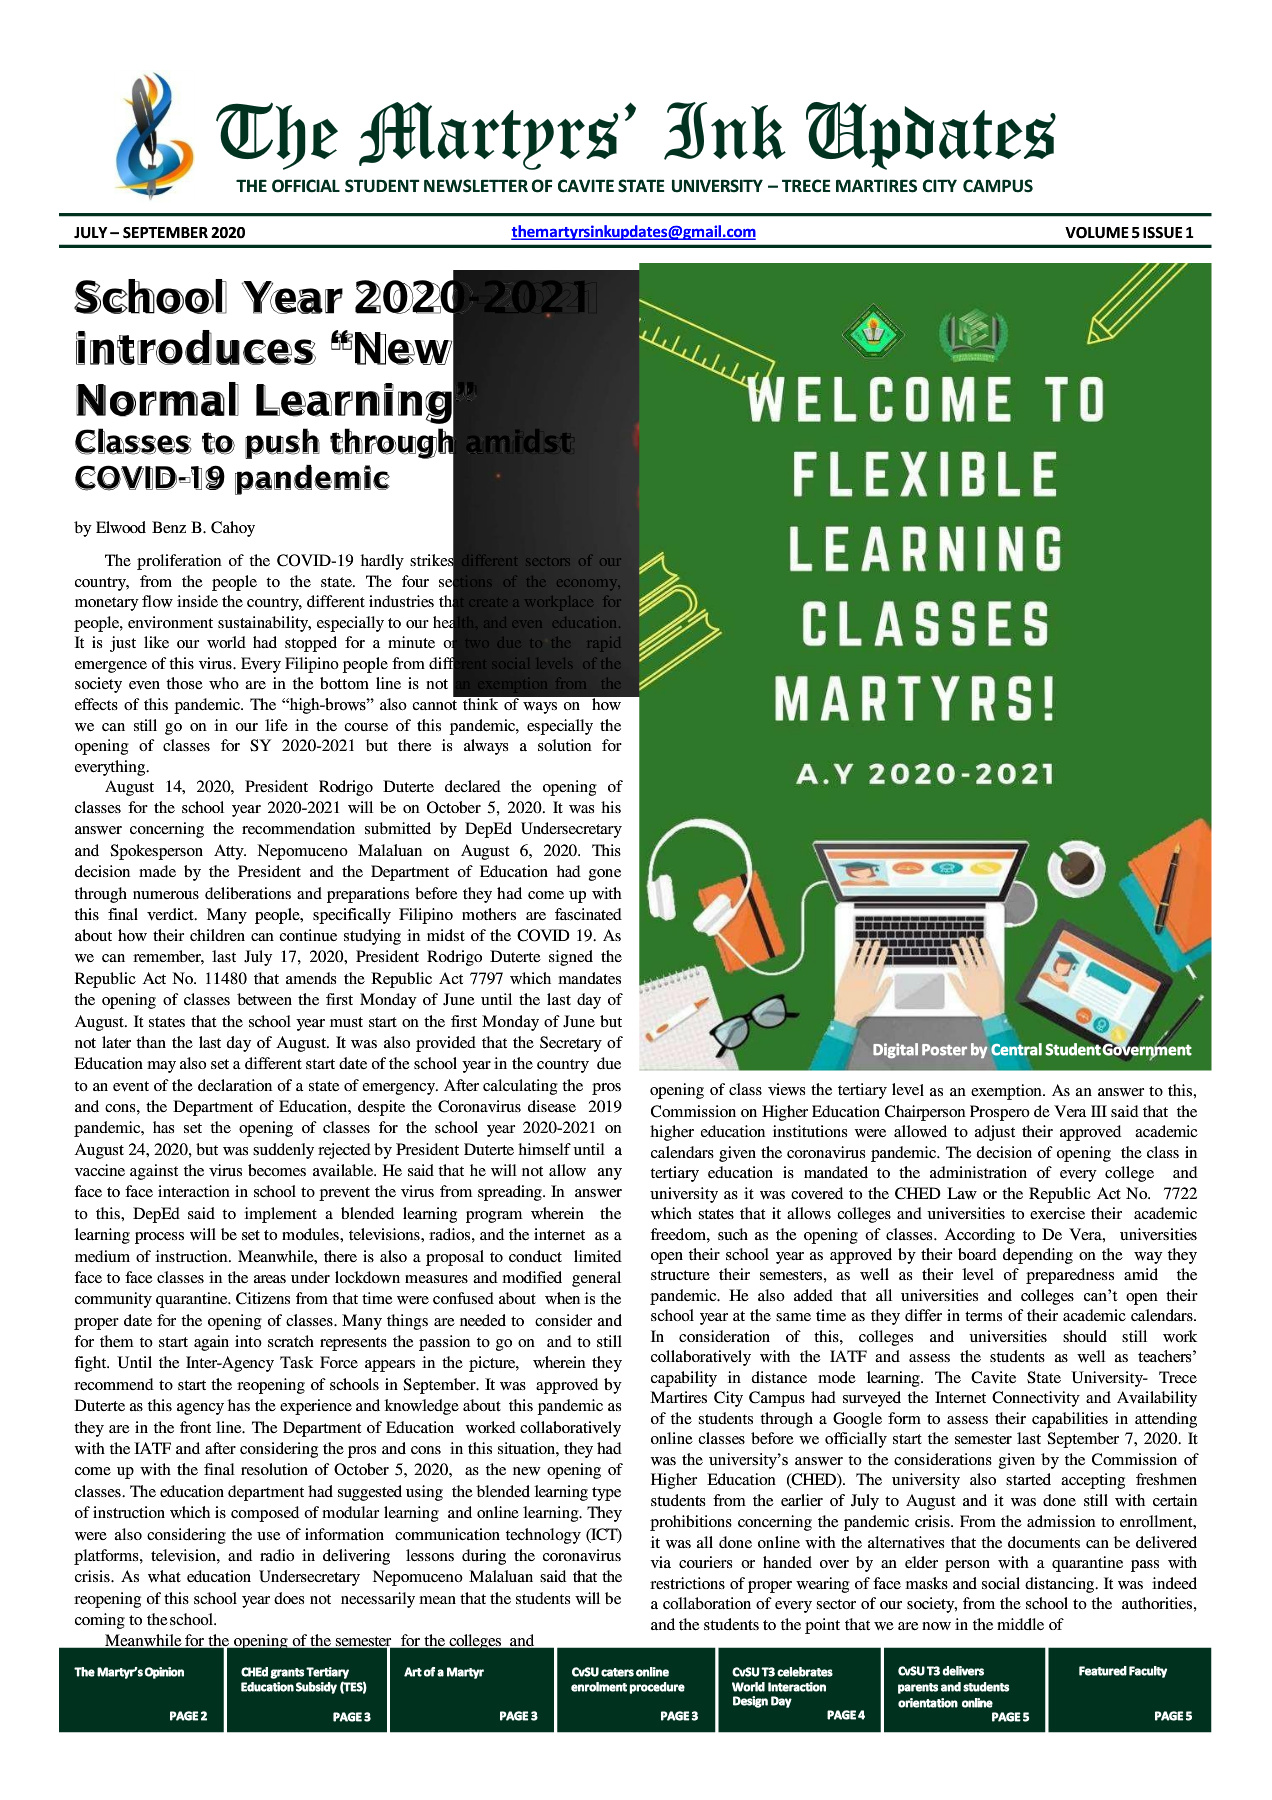 The Martyrs' Ink Updates
THE OFFICIAL STUDENT NEWSLETTER OF CAVITE STATE UNIVERSITY – TRECE MARTIRES CITY CAMPUS
JULY – SEPTEMBER 2020
themartyrsinkupdates@gmail.com
VOLUME 5 ISSUE 1
School Year 2020-2021
introduces “New
Normal Learning”
Classes to push through amidst
COVID-19 pandemic
by Elwood Benz B. Cahoy
The proliferation of the COVID-19 hardly strikes different sectors of our
country, from the people to the state. The four sections of the economy,
monetary flow inside the country, different industries that create a workplace for
people, environment sustainability, especially to our health, and even education.
It is just like our world had stopped for a minute or two due to the rapid
emergence of this virus. Every Filipino people from different social levels of the
society even those who are in the bottom line is not an exemption from the
effects of this pandemic. The “high-brows” also cannot think of ways on how
we can still go on in our life in the course of this pandemic, especially the
opening of classes for SY 2020-2021 but there is always a solution for
everything.
August 14, 2020, President Rodrigo Duterte declared the opening of
classes for the school year 2020-2021 will be on October 5, 2020. It was his
answer concerning the recommendation submitted by DepEd Undersecretary
and Spokesperson Atty. Nepomuceno Malaluan on August 6, 2020. This
decision made by the President and the Department of Education had gone
through numerous deliberations and preparations before they had come up with
this final verdict. Many people, specifically Filipino mothers are fascinated
about how their children can continue studying in midst of the COVID 19. As
we can remember, last July 17, 2020, President Rodrigo Duterte signed the
Republic Act No. 11480 that amends the Republic Act 7797 which mandates
the opening of classes between the first Monday of June until the last day of
August. It states that the school year must start on the first Monday of June but
not later than the last day of August. It was also provided that the Secretary of
Education may also set a different start date of the school year in the country due
to an event of the declaration of a state of emergency. After calculating the pros
and cons, the Department of Education, despite the Coronavirus disease 2019
pandemic, has set the opening of classes for the school year 2020-2021 on
August 24, 2020, but was suddenly rejected by President Duterte himself until a
vaccine against the virus becomes available. He said that he will not allow any
face to face interaction in school to prevent the virus from spreading. In answer
to this, DepEd said to implement a blended learning program wherein the
learning process will be set to modules, televisions, radios, and the internet as a
medium of instruction. Meanwhile, there is also a proposal to conduct limited
face to face classes in the areas under lockdown measures and modified general
community quarantine. Citizens from that time were confused about when is the
proper date for the opening of classes. Many things are needed to consider and
for them to start again into scratch represents the passion to go on and to still
fight. Until the Inter-Agency Task Force appears in the picture, wherein they
recommend to start the reopening of schools in September. It was approved by
Duterte as this agency has the experience and knowledge about this pandemic as
they are in the front line. The Department of Education worked collaboratively
with the IATF and after considering the pros and cons in this situation, they had
come up with the final resolution of October 5, 2020, as the new opening of
classes. The education department had suggested using the blended learning type
of instruction which is composed of modular learning and online learning. They
were also considering the use of information communication technology (ICT)
platforms, television, and radio in delivering lessons during the coronavirus
crisis. As what education Undersecretary Nepomuceno Malaluan said that the
reopening of this school year does not necessarily mean that the students will be
coming to the school.
Meanwhile for the opening of the semester for the colleges and
WELCOME TO
FLEXIBLE
LEARNING
CLASSES
MARTYRS!
A.Y 2020-2021
Digital Poster by Central Student Government
opening of class views the tertiary level as an exemption. As an answer to this,
Commission on Higher Education Chairperson Prospero de Vera III said that the
higher education institutions were allowed to adjust their approved academic
calendars given the coronavirus pandemic. The decision of opening the class in
tertiary education is mandated to the administration of every college and
university as it was covered to the CHED Law or the Republic Act No. 7722
which states that it allows colleges and universities to exercise their academic
freedom, such as the opening of classes. According to De Vera, universities
open their school year as approved by their board depending on the way they
structure their semesters, as well as their level of preparedness amid the
pandemic. He also added that all universities and colleges can’t open their
school year at the same time as they differ in terms of their academic calendars.
In consideration of this, colleges and universities should still work
collaboratively with the IATF and assess the students as well as teachers’
capability in distance mode learning. The Cavite State University- Trece
Martires City Campus had surveyed the Internet Connectivity and Availability
of the students through a Google form to assess their capabilities in attending
online classes before we officially start the semester last September 7, 2020. It
was the university’s answer to the considerations given by the Commission of
Higher Education (CHED). The university also started accepting freshmen
students from the earlier of July to August and it was done still with certain
prohibitions concerning the pandemic crisis. From the admission to enrollment,
it was all done online with the alternatives that the documents can be delivered
via couriers or handed over by an elder person with a quarantine pass with
restrictions of proper wearing of face masks and social distancing. It was indeed
a collaboration of every sector of our society, from the school to the authorities,
and the students to the point that we are now in the middle of
The Martyr’s Opinion
PAGE 2
CHEd grants Tertiary
Education Subsidy (TES)
PAGE 3
Art of a Martyr
PAGE 3
CvSU caters online
enrolment procedure
PAGE 3
CvSU T3 celebrates
World Interaction
Design Day
PAGE 4
CvSU T3 delivers
parents and students
orientation online
PAGE 5
Featured Faculty
PAGE 5